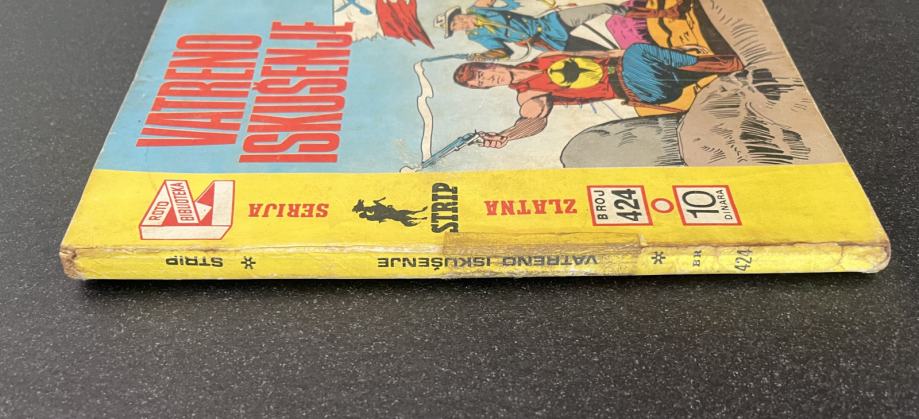 VATRENO
ISKUŠENJE
ROTO
BIBLIOTEKA
SERIJA
STRIP
ZLATNA
BROJ
424
10
DINARA
STRIP * VATRENO ISKUŠENJE * BR 424